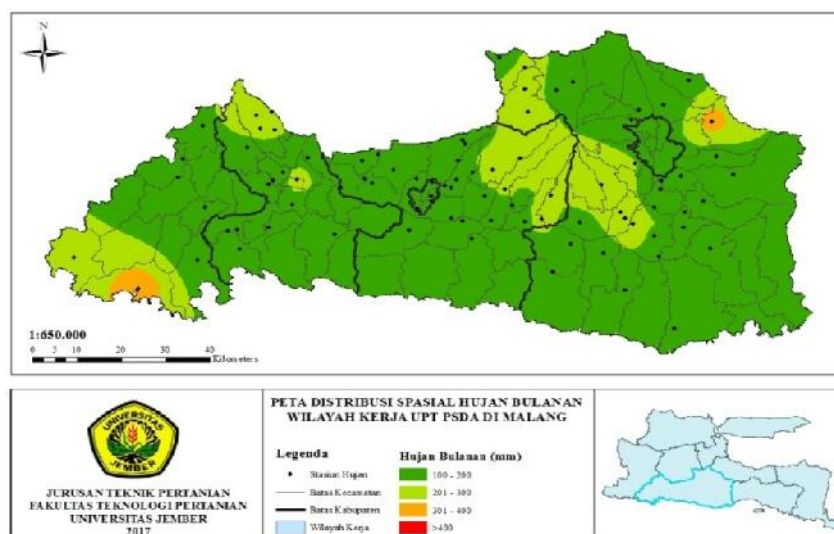 N
1:650.000
0 5 10 20 30 40
Kilometers
UNIVERSITAS
JEMBER
JURUSAN TEKNIK PERTANIAN
FAKULTAS TEKNOLOGI PERTANIAN
UNIVERSITAS JEMBER
2017
PETA DISTRIBUSI SPASIAL HUJAN BULANAN
WILAYAH KERJA UPT PSDA DI MALANG
Legenda
Stasiun Hujan
Batas Kecamatan
Batas Kabupaten
Wilayah Kerja
Hujan Bulanan (mm)
100 - 200
201 - 300
301 - 400
>400